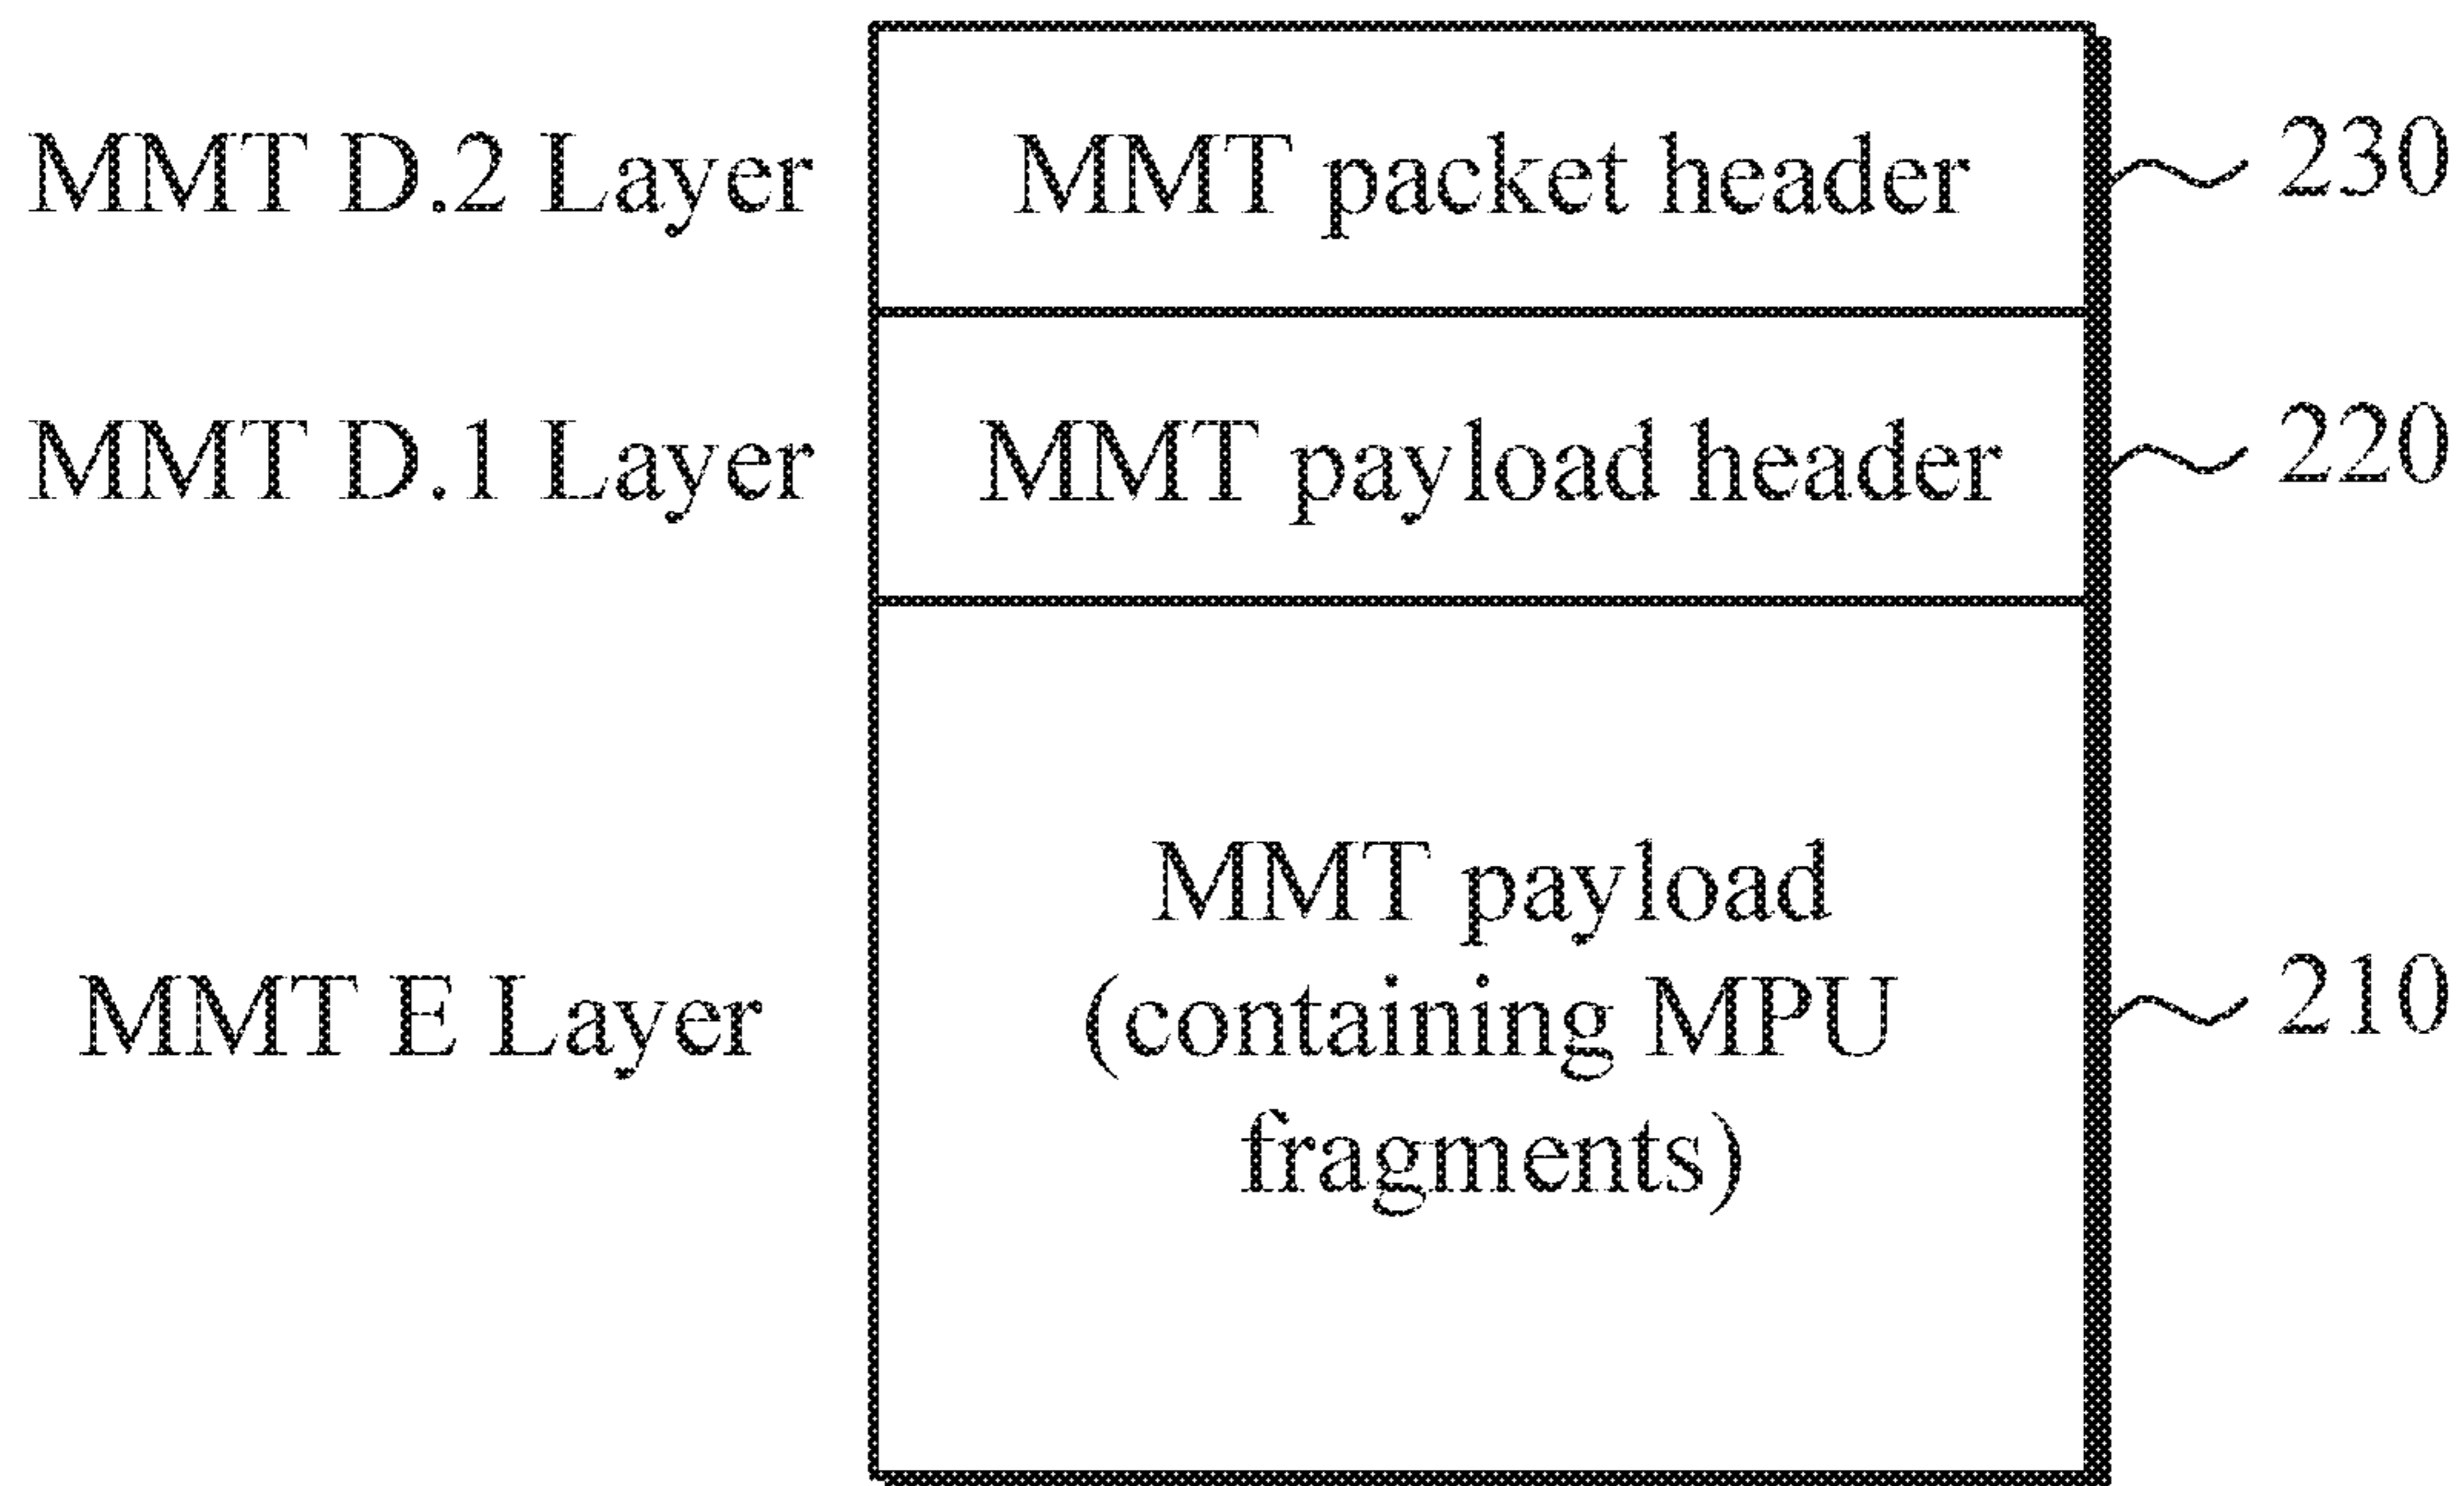 MMT D.2 Layer
MMT packet header
230
MMT D.1 Layer
MMT payload header
220
MMT E Layer
MMT payload
(containing MPU
fragments)
210